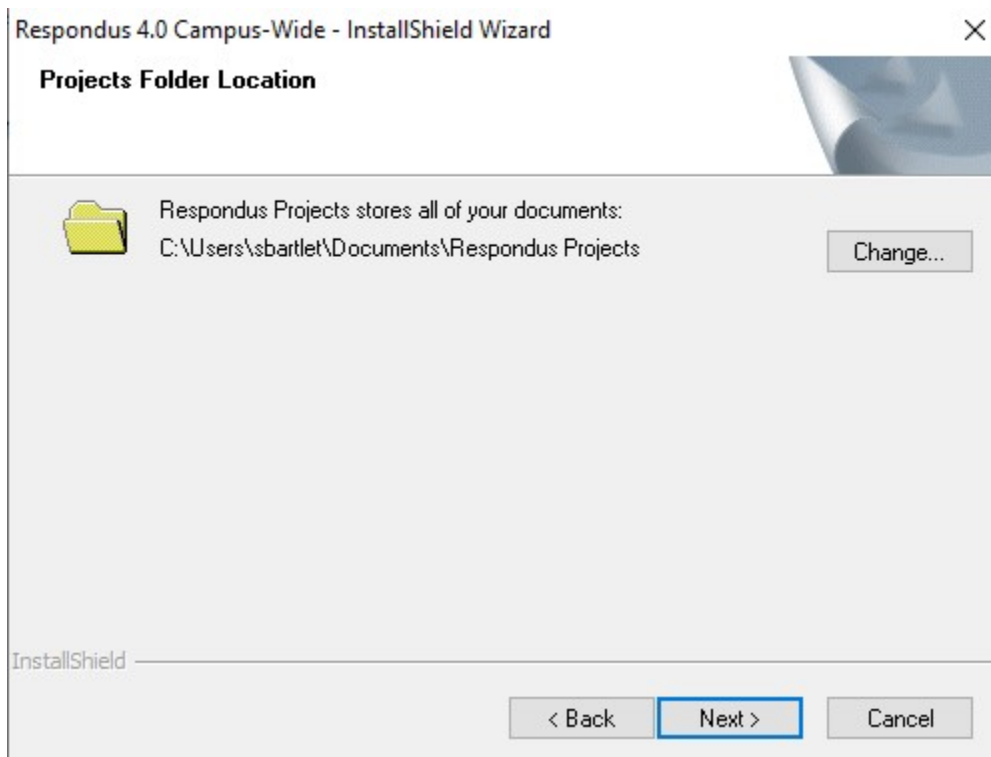 Respondus 4.0 Campus-Wide - InstallShield Wizard
Projects Folder Location
Respondus Projects stores all of your documents:
C:\Users\sbartlet\Documents\Respondus Projects
Change...
InstallShield
< Back
Next >
Cancel